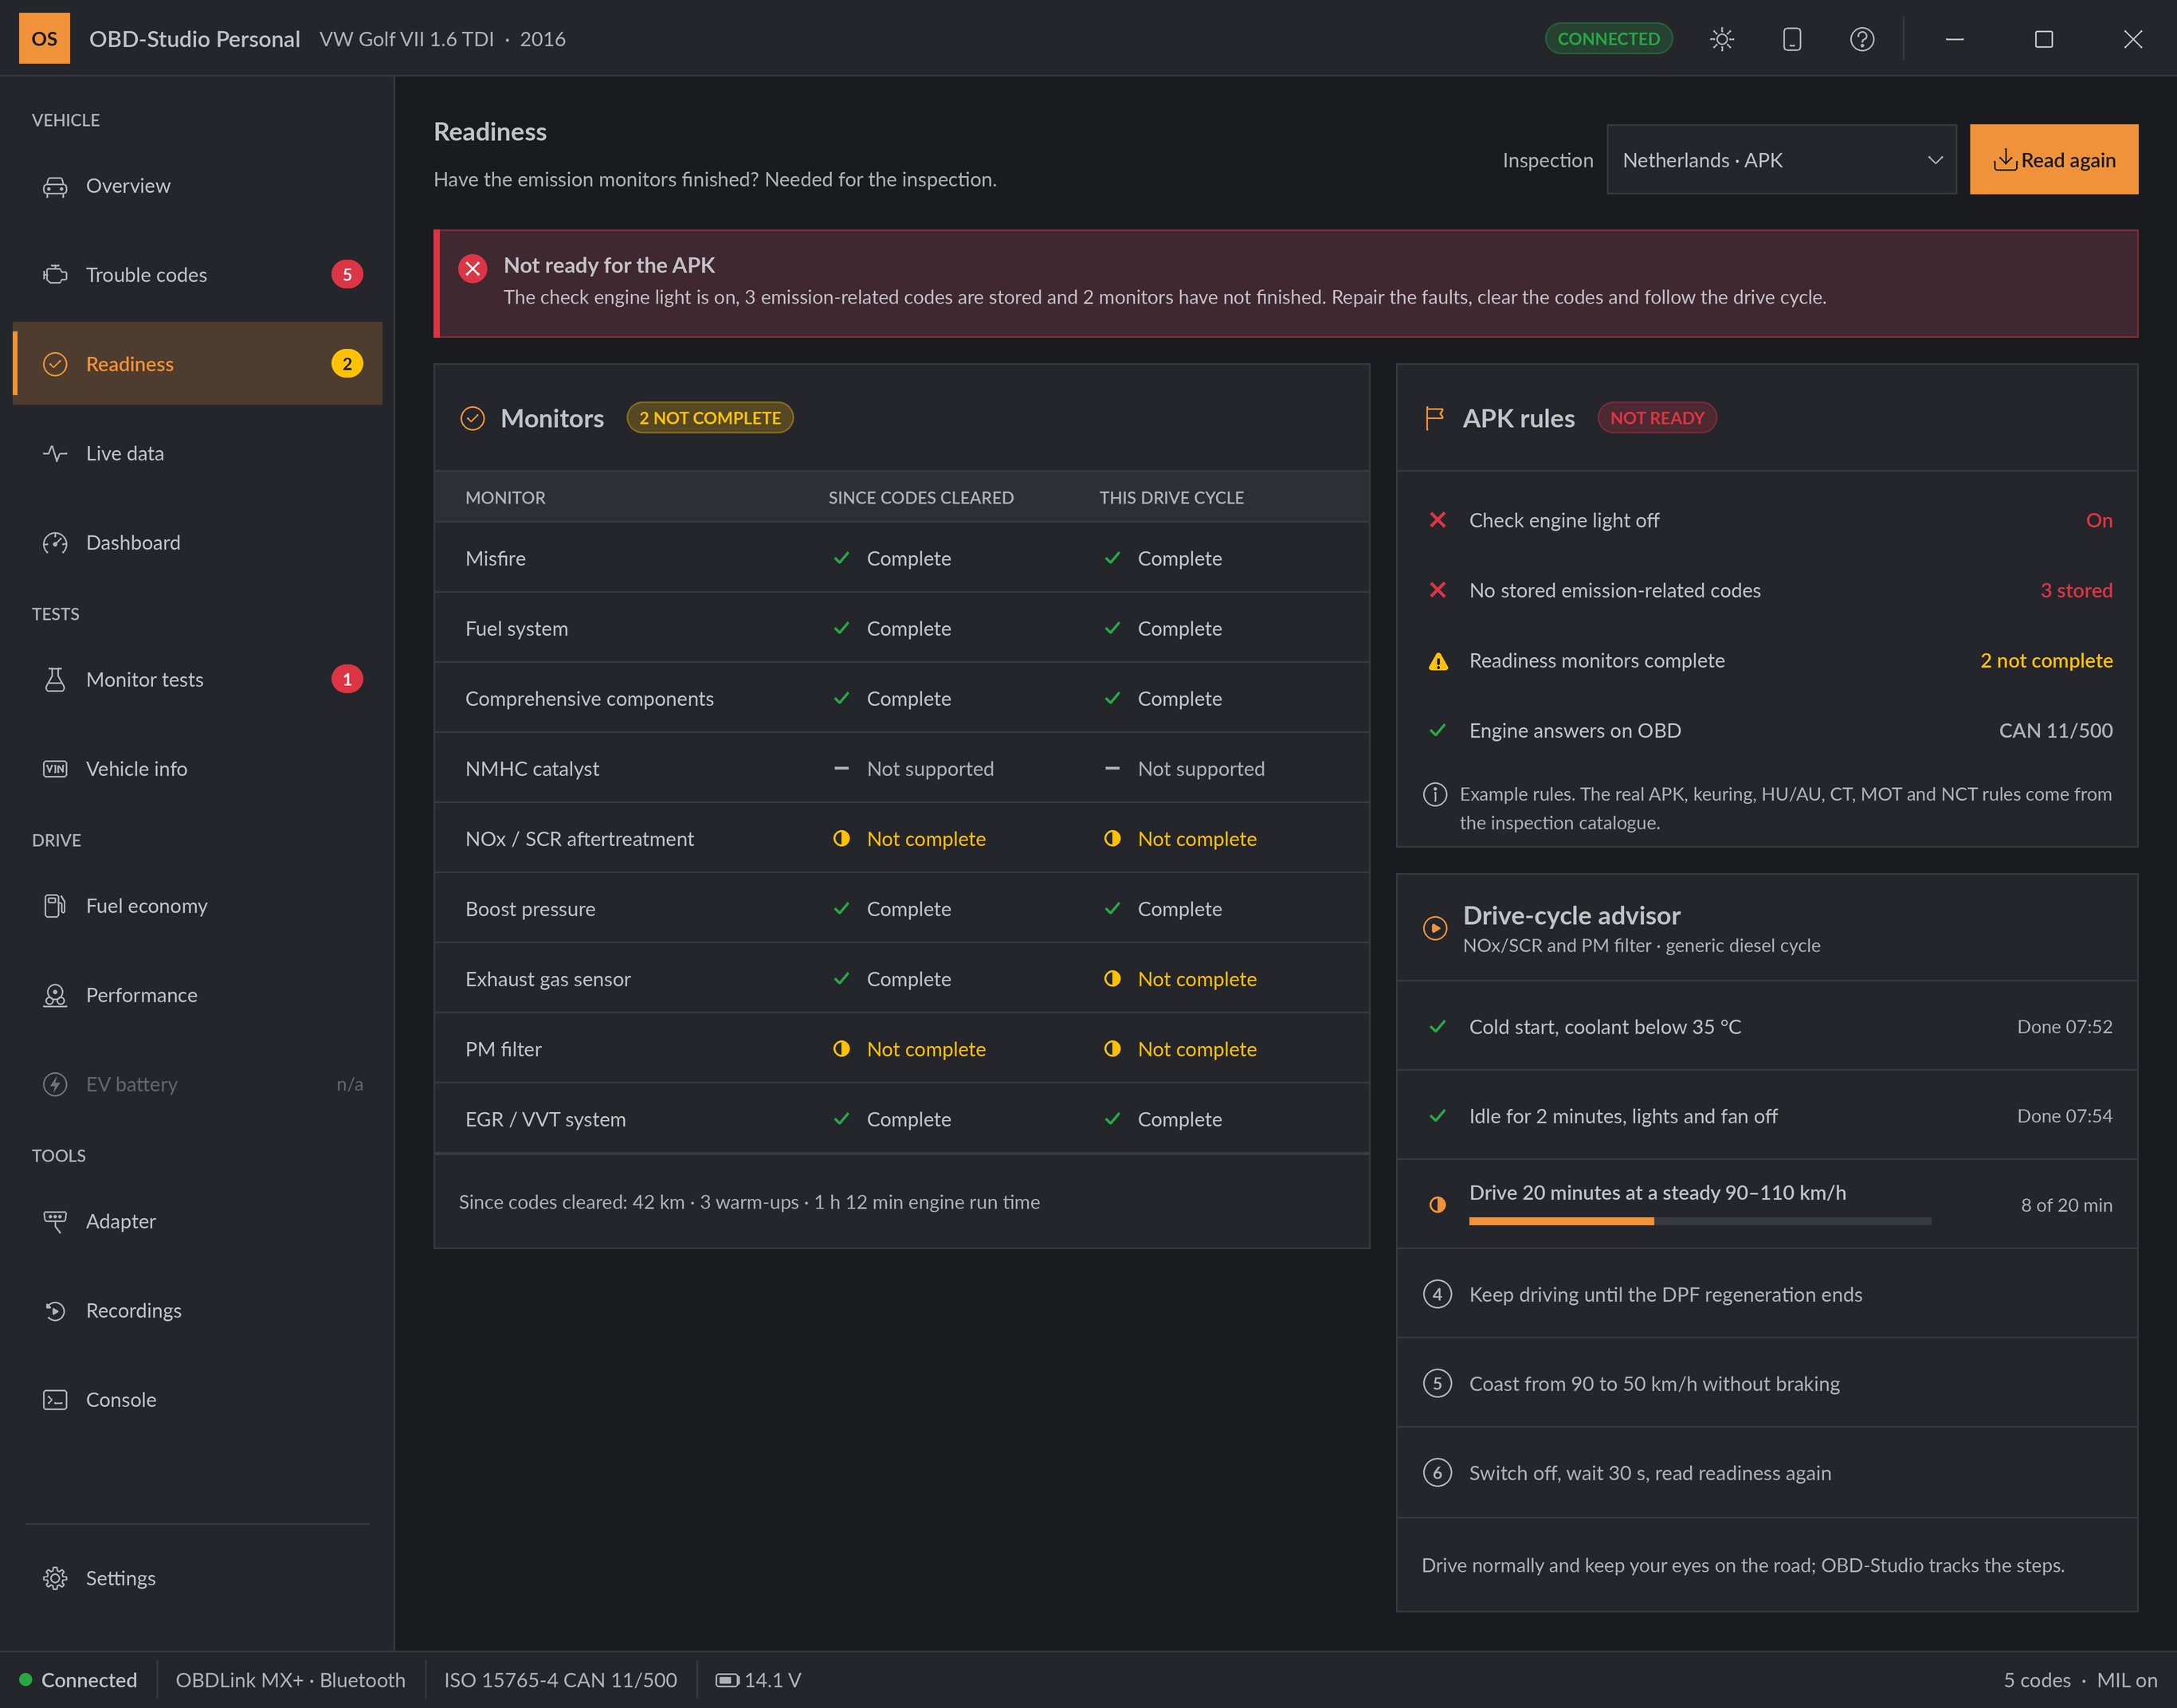 OS OBD-Studio Personal VW Golf VII 1.6 TDI · 2016 CONNECTED
VEHICLE
Overview
Trouble codes 5
Readiness 2
Live data
Dashboard
TESTS
Monitor tests 1
VIN Vehicle info
DRIVE
Fuel economy
Performance
EV battery n/a
TOOLS
Adapter
Recordings
Console
Settings
Readiness
Have the emission monitors finished? Needed for the inspection.
Inspection Netherlands · APK Read again
Not ready for the APK
The check engine light is on, 3 emission-related codes are stored and 2 monitors have not finished. Repair the faults, clear the codes and follow the drive cycle.
Monitors 2 NOT COMPLETE
MONITOR SINCE CODES CLEARED THIS DRIVE CYCLE
Misfire Complete Complete
Fuel system Complete Complete
Comprehensive components Complete Complete
NMHC catalyst Not supported Not supported
NOx / SCR aftertreatment Not complete Not complete
Boost pressure Complete Complete
Exhaust gas sensor Complete Not complete
PM filter Not complete Not complete
EGR / VVT system Complete Complete
Since codes cleared: 42 km · 3 warm-ups · 1 h 12 min engine run time
APK rules NOT READY
Check engine light off On
No stored emission-related codes 3 stored
Readiness monitors complete 2 not complete
Engine answers on OBD CAN 11/500
Example rules. The real APK, keuring, HU/AU, CT, MOT and NCT rules come from
the inspection catalogue.
Drive-cycle advisor
NOx/SCR and PM filter · generic diesel cycle
Cold start, coolant below 35 °C Done 07:52
Idle for 2 minutes, lights and fan off Done 07:54
Drive 20 minutes at a steady 90–110 km/h 8 of 20 min
4 Keep driving until the DPF regeneration ends
5 Coast from 90 to 50 km/h without braking
6 Switch off, wait 30 s, read readiness again
Drive normally and keep your eyes on the road; OBD-Studio tracks the steps.
Connected OBDLink MX+ · Bluetooth ISO 15765-4 CAN 11/500 14.1 V 5 codes · MIL on